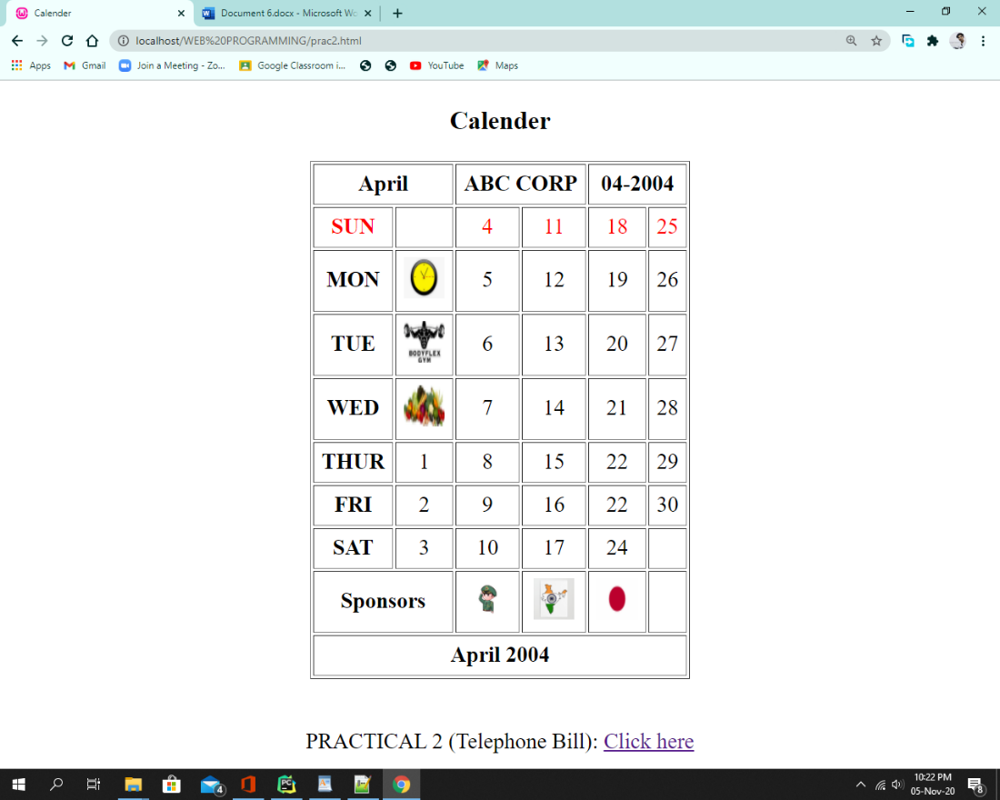 Calender
Document 6.docx - Microsoft Wo
localhost/WEB%20PROGRAMMING/prac2.html
Apps Gmail Join a Meeting - Zo... Google Classroom i... YouTube Maps
Calender
April ABC CORP 04-2004
SUN 4 11 18 25
MON 5 12 19 26
TUE 6 13 20 27
BODYFLEX
GYM
WED 7 14 21 28
THUR 1 8 15 22 29
FRI 2 9 16 22 30
SAT 3 10 17 24
Sponsors
April 2004
PRACTICAL 2 (Telephone Bill): Click here
4
PC
10:22 PM
05-Nov-20
8